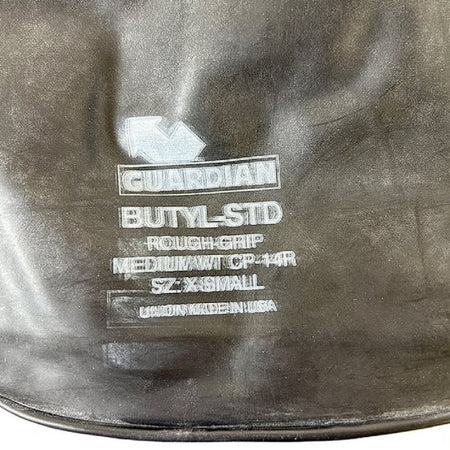 GUARDIAN
BUTYL-STD
ROUGH GRIP
MEDIUM WT CP-14R
SZ: X-SMALL
UNION MADE IN USA